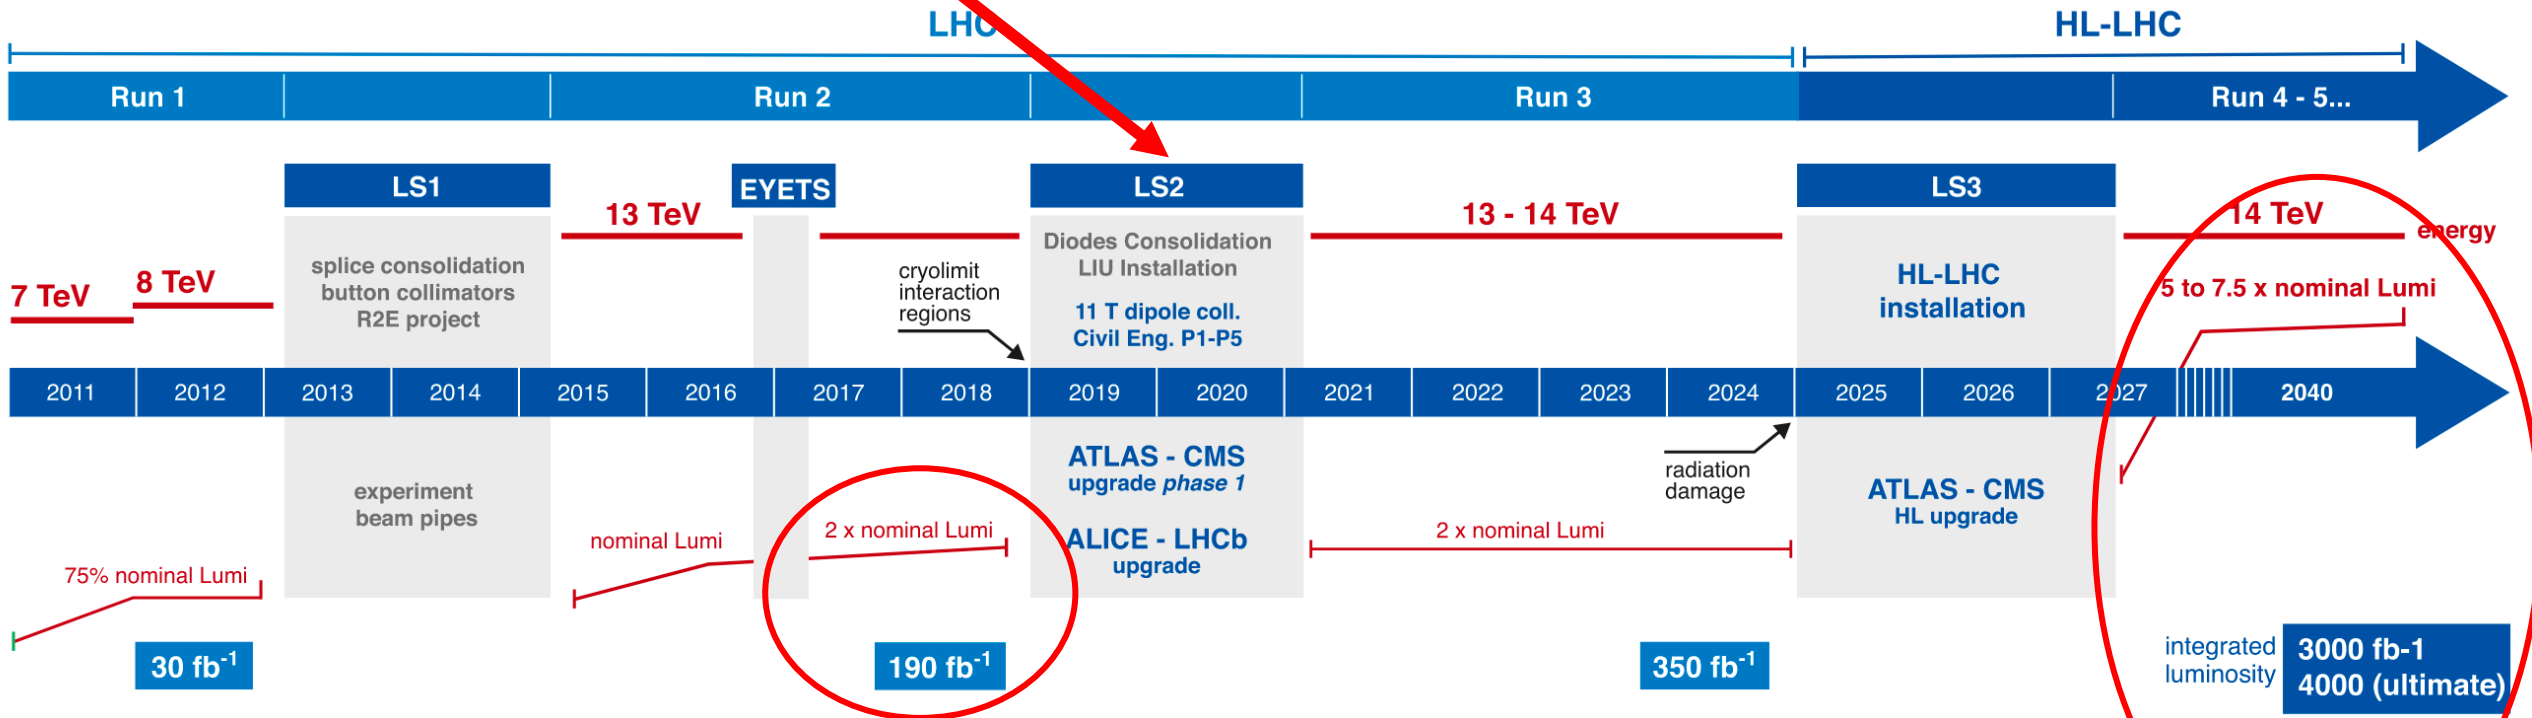 LHC
HL-LHC
Run 1
Run 2
Run 3
Run 4 - 5...
LS1
EYETS
LS2
LS3
13 TeV
13 - 14 TeV
14 TeV
energy
7 TeV
8 TeV
splice consolidation
button collimators
R2E project
cryolimit
interaction
regions
Diodes Consolidation
LIU Installation
11 T dipole coll.
Civil Eng. P1-P5
HL-LHC
installation
5 to 7.5 x nominal Lumi
2011
2012
2013
2014
2015
2016
2017
2018
2019
2020
2021
2022
2023
2024
2025
2026
2027
2040
experiment
beam pipes
ATLAS - CMS
upgrade phase 1
ALICE - LHCb
upgrade
radiation
damage
ATLAS - CMS
HL upgrade
75% nominal Lumi
nominal Lumi
2 x nominal Lumi
2 x nominal Lumi
30 fb-1
190 fb-1
350 fb-1
integrated
luminosity
3000 fb-1
4000 (ultimate)